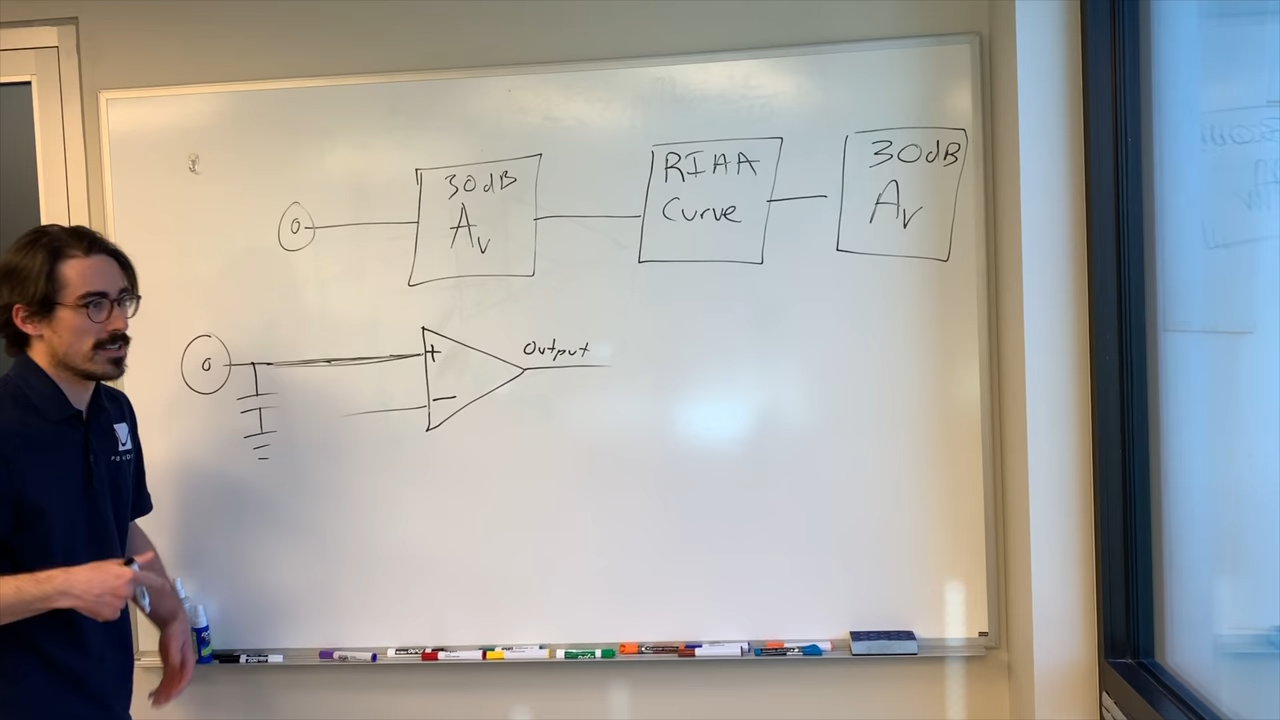 30dB
Av
RIAA
Curve
30dB
Av
+
Output
−